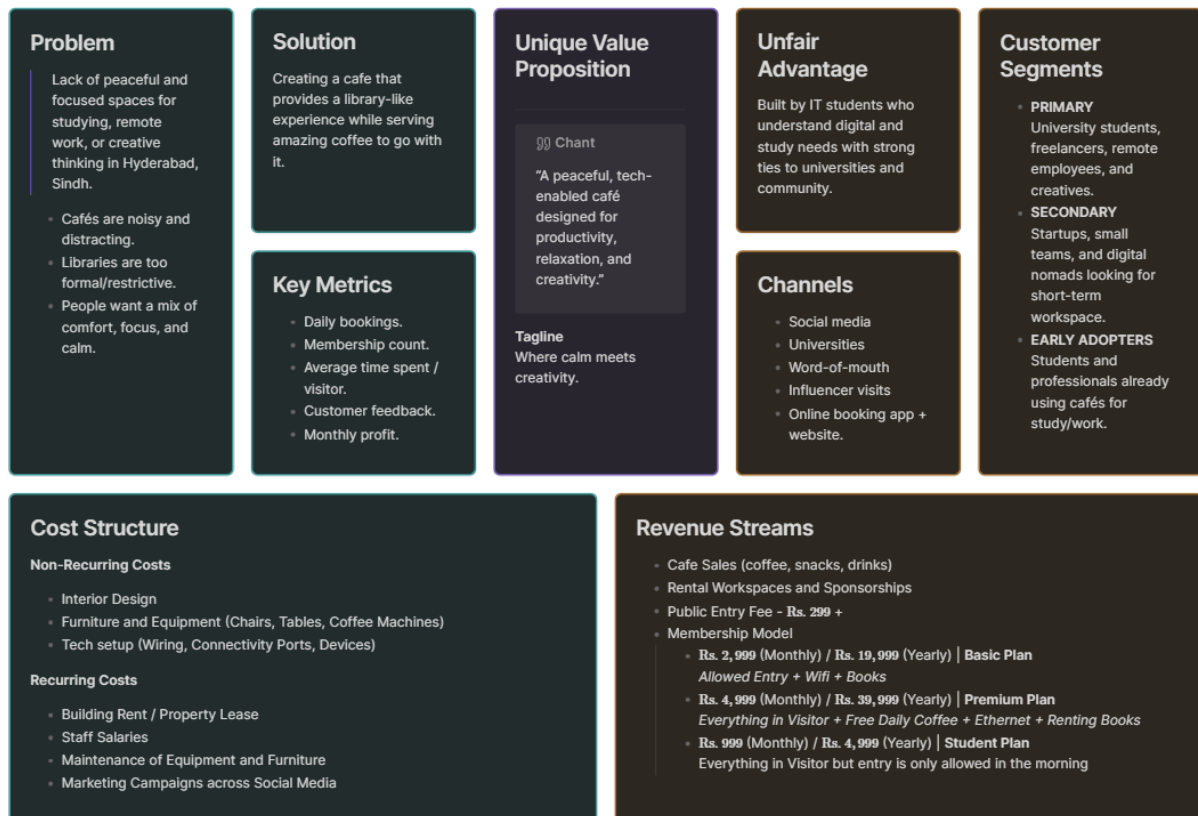 Problem
Lack of peaceful and
focused spaces for
studying, remote
work, or creative
thinking in Hyderabad,
Sindh.
Cafés are noisy and
distracting.
Libraries are too
formal/restrictive.
People want a mix of
comfort, focus, and
calm.
Solution
Creating a cafe that
provides a library-like
experience while serving
amazing coffee to go with
it.
Key Metrics
Daily bookings.
Membership count.
Average time spent /
visitor.
Customer feedback.
Monthly profit.
Unique Value
Proposition
Chant
“A peaceful, tech-
enabled café
designed for
productivity,
relaxation, and
creativity.”
Tagline
Where calm meets
creativity.
Unfair
Advantage
Built by IT students who
understand digital and
study needs with strong
ties to universities and
community.
Channels
Social media
Universities
Word-of-mouth
Influencer visits
Online booking app +
website.
Customer
Segments
PRIMARY
University students,
freelancers, remote
employees, and
creatives.
SECONDARY
Startups, small
teams, and digital
nomads looking for
short-term
workspace.
EARLY ADOPTERS
Students and
professionals already
using cafés for
study/work.
Cost Structure
Non-Recurring Costs
Interior Design
Furniture and Equipment (Chairs, Tables, Coffee Machines)
Tech setup (Wiring, Connectivity Ports, Devices)
Recurring Costs
Building Rent / Property Lease
Staff Salaries
Maintenance of Equipment and Furniture
Marketing Campaigns across Social Media
Revenue Streams
Cafe Sales (coffee, snacks, drinks)
Rental Workspaces and Sponsorships
Public Entry Fee - Rs. 299 +
Membership Model
Rs. 2,999 (Monthly) / Rs. 19,999 (Yearly) | Basic Plan
Allowed Entry + Wifi + Books
Rs. 4,999 (Monthly) / Rs. 39,999 (Yearly) | Premium Plan
Everything in Visitor + Free Daily Coffee + Ethernet + Renting Books
Rs. 999 (Monthly) / Rs. 4,999 (Yearly) | Student Plan
Everything in Visitor but entry is only allowed in the morning